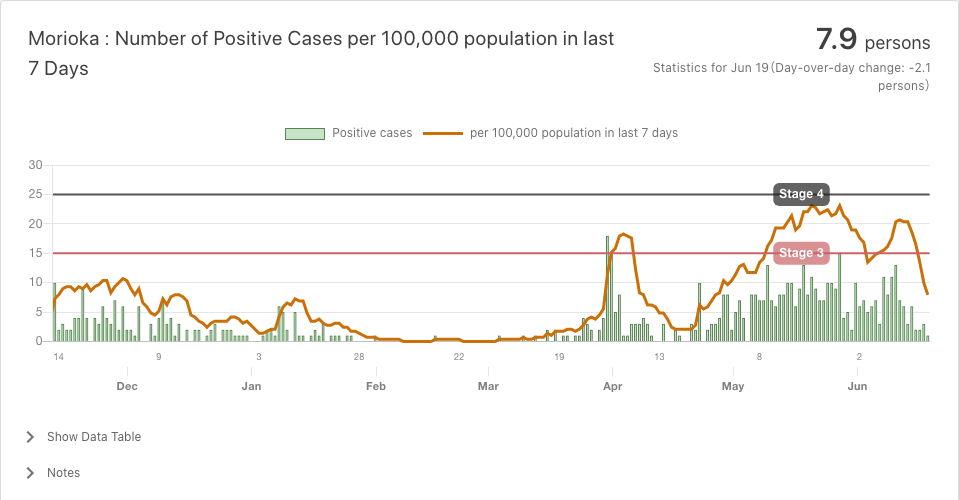 Morioka : Number of Positive Cases per 100,000 population in last
7 Days
7.9 persons
Statistics for Jun 19(Day-over-day change: -2.1
persons)
Positive cases
per 100,000 population in last 7 days
30
25
20
15
10
5
0
Stage 4
Stage 3
14 9 3 28 22 19 13 8 2
Dec Jan Feb Mar Apr May Jun
Show Data Table
Notes